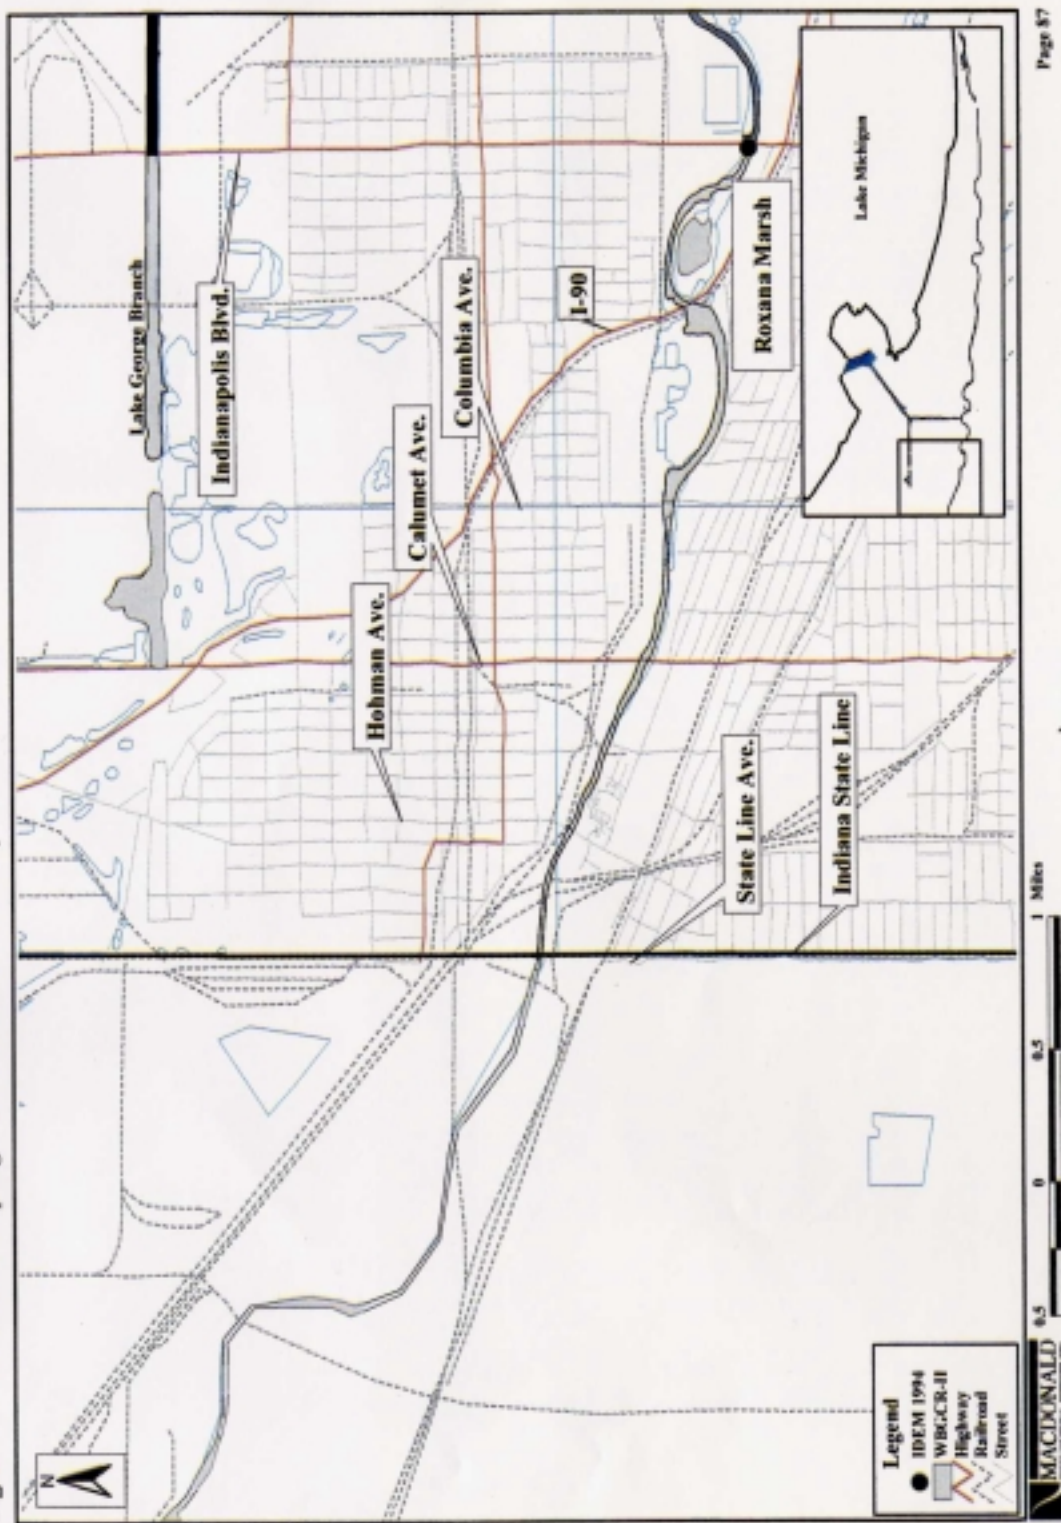 Page 87
Lake George Branch
Indianapolis Blvd.
Columbia Ave.
Calumet Ave.
Hohman Ave.
I-90
Roxana Marsh
Lake Michigan
State Line Ave.
Indiana State Line
N
Legend
IDEM 1994
WBGCR-II
Highway
Railroad
Street
0.5 0 0.5 1 Miles
MACDONALD